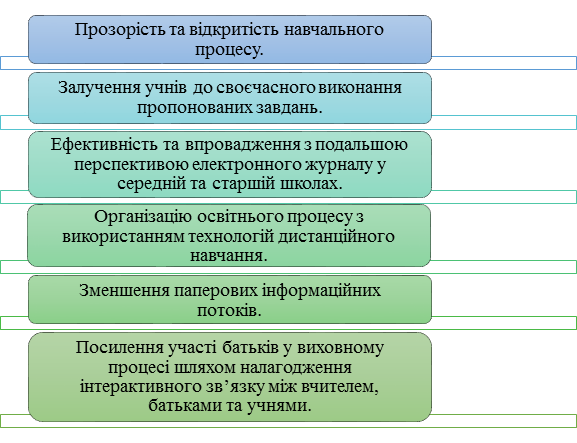 Прозорість та відкритість навчального
процесу.
Залучення учнів до своєчасного виконання
пропонованих завдань.
Ефективність та впровадження з подальшою
перспективою електронного журналу у
середній та старшій школах.
Організацію освітнього процесу з
використанням технологій дистанційного
навчання.
Зменшення паперових інформаційних
потоків.
Посилення участі батьків у виховному
процесі шляхом налагодження
інтерактивного зв’язку між вчителем,
батьками та учнями.